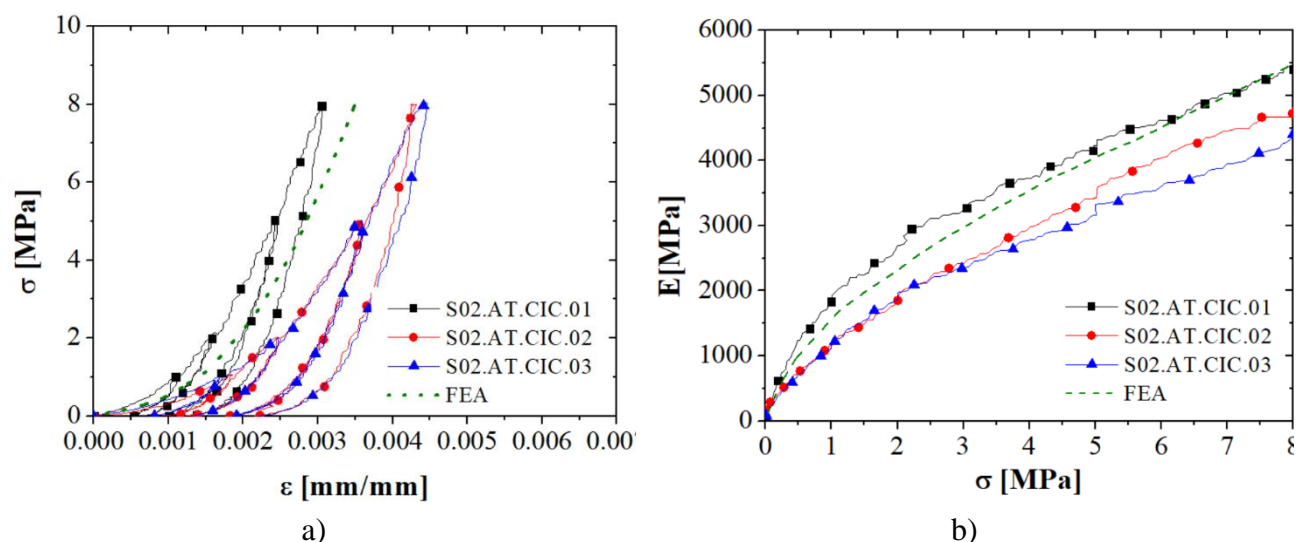 10
8
6
4
2
0
σ [MPa]
S02.AT.CIC.01
S02.AT.CIC.02
S02.AT.CIC.03
FEA
0.000 0.001 0.002 0.003 0.004 0.005 0.006 0.00
ε [mm/mm]
a)
6000
5000
4000
3000
2000
1000
0
E[MPa]
S02.AT.CIC.01
S02.AT.CIC.02
S02.AT.CIC.03
FEA
0 1 2 3 4 5 6 7 8
σ [MPa]
b)